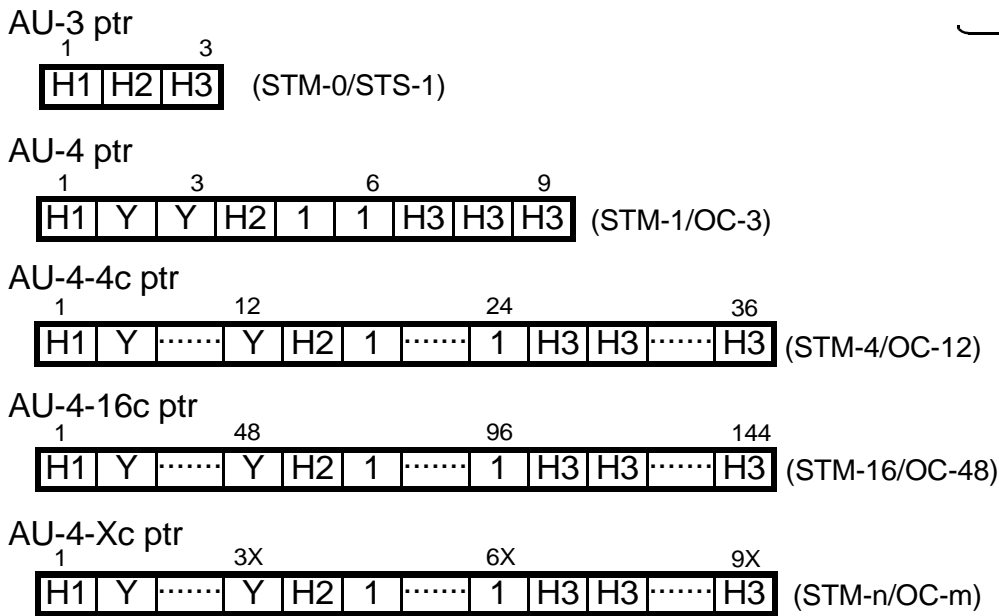 AU-3 ptr
1 3
H1 H2 H3 (STM-0/STS-1)
AU-4 ptr
1 3 6 9
H1 Y Y H2 1 1 H3 H3 H3 (STM-1/OC-3)
AU-4-4c ptr
1 12 24 36
H1 Y ....... Y H2 1 ....... 1 H3 H3 ....... H3 (STM-4/OC-12)
AU-4-16c ptr
1 48 96 144
H1 Y ....... Y H2 1 ....... 1 H3 H3 ....... H3 (STM-16/OC-48)
AU-4-Xc ptr
1 3X 6X 9X
H1 Y ....... Y H2 1 ....... 1 H3 H3 ....... H3 (STM-n/OC-m)